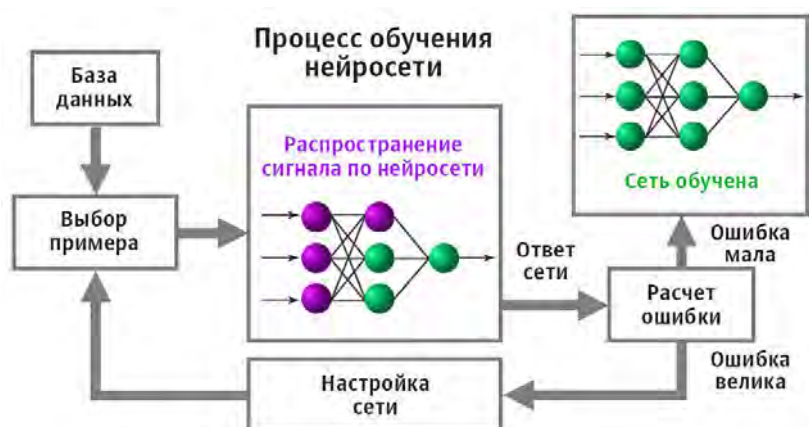 Процесс обучения
нейросети
База
данных
Выбор
примера
Распространение
сигнала по нейросети
Ответ
сети
Расчет
ошибки
Ошибка
мала
Сеть обучена
Ошибка
велика
Настройка
сети